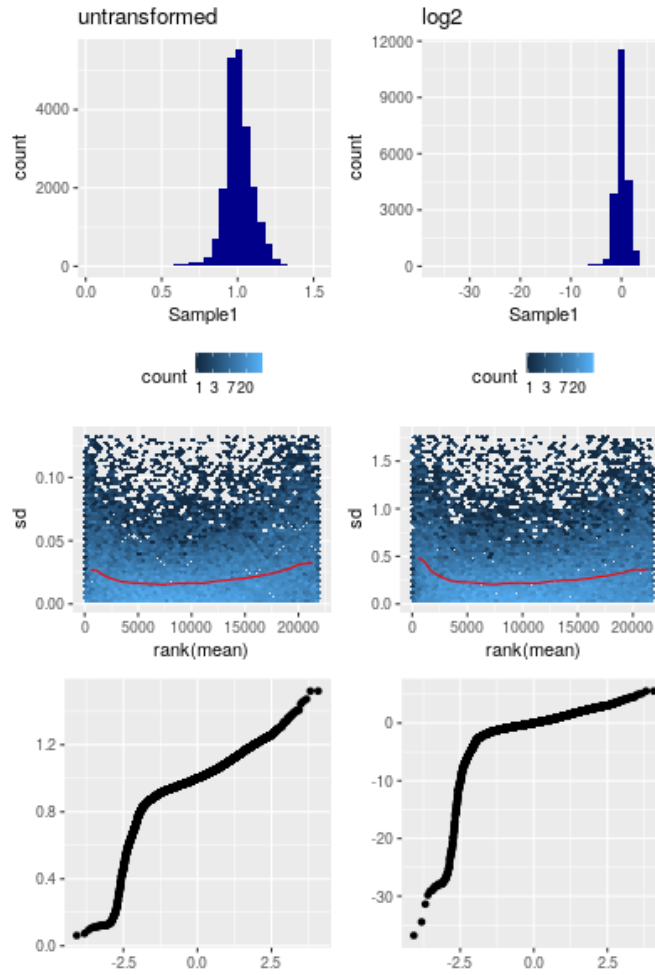 untransformed
log2
count
4000
2000
0
0.0 0.5 1.0 1.5
Sample1
count
12000
9000
6000
3000
0
-30 -20 -10 0
Sample1
count
1 3 7 20
count
1 3 7 20
sd
0.10
0.05
0.00
0 5000 10000 15000 20000
rank(mean)
sd
1.5
1.0
0.5
0.0
0 5000 10000 15000 20000
rank(mean)
1.2
0.8
0.4
0.0
-2.5 0.0 2.5
0
-10
-20
-30
-2.5 0.0 2.5